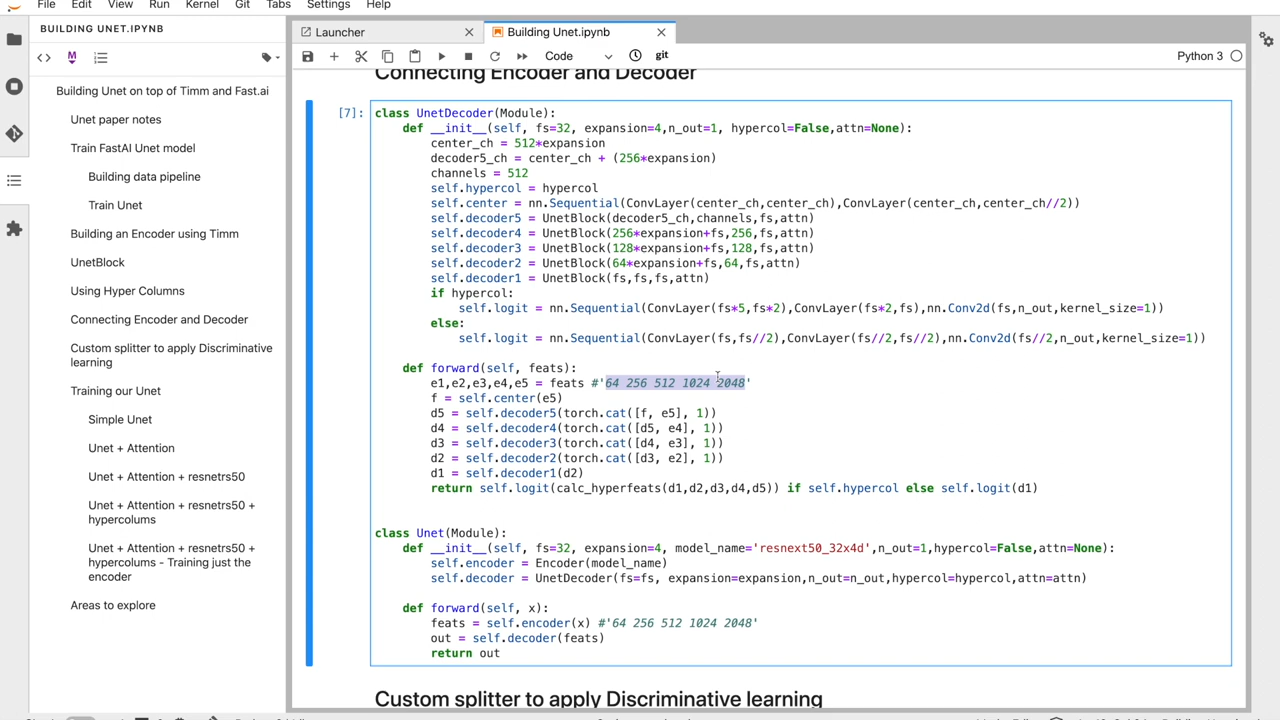 File Edit View Run Kernel Git Tabs Settings Help
BUILDING UNET.IPYNB
Building Unet on top of Timm and Fast.ai
Unet paper notes
Train FastAI Unet model
Building data pipeline
Train Unet
Building an Encoder using Timm
UnetBlock
Using Hyper Columns
Connecting Encoder and Decoder
Custom splitter to apply Discriminative
learning
Training our Unet
Simple Unet
Unet + Attention
Unet + Attention + resnetrs50
Unet + Attention + resnetrs50 +
hypercolums
Unet + Attention + resnetrs50 +
hypercolums - Training just the
encoder
Areas to explore
Launcher
Building Unet.ipynb
Code
git
Python 3
Connecting Encoder and Decoder
[7]:
class UnetDecoder(Module):
    def __init__(self, fs=32, expansion=4,n_out=1, hypercol=False,attn=None):
        center_ch = 512*expansion
        decoder5_ch = center_ch + (256*expansion)
        channels = 512
        self.hypercol = hypercol
        self.center = nn.Sequential(ConvLayer(center_ch,center_ch),ConvLayer(center_ch,center_ch//2))
        self.decoder5 = UnetBlock(decoder5_ch,channels,fs,attn)
        self.decoder4 = UnetBlock(256*expansion+fs,256,fs,attn)
        self.decoder3 = UnetBlock(128*expansion+fs,128,fs,attn)
        self.decoder2 = UnetBlock(64*expansion+fs,64,fs,attn)
        self.decoder1 = UnetBlock(fs,fs,fs,attn)
        if hypercol:
            self.logit = nn.Sequential(ConvLayer(fs*5,fs*2),ConvLayer(fs*2,fs),nn.Conv2d(fs,n_out,kernel_size=1))
        else:
            self.logit = nn.Sequential(ConvLayer(fs,fs//2),ConvLayer(fs//2,fs//2),nn.Conv2d(fs//2,n_out,kernel_size=1))
    def forward(self, feats):
        e1,e2,e3,e4,e5 = feats #'64 256 512 1024 2048'
        f = self.center(e5)
        d5 = self.decoder5(torch.cat([f, e5], 1))
        d4 = self.decoder4(torch.cat([d5, e4], 1))
        d3 = self.decoder3(torch.cat([d4, e3], 1))
        d2 = self.decoder2(torch.cat([d3, e2], 1))
        d1 = self.decoder1(d2)
        return self.logit(calc_hyperfeats(d1,d2,d3,d4,d5)) if self.hypercol else self.logit(d1)
class Unet(Module):
    def __init__(self, fs=32, expansion=4, model_name='resnext50_32x4d',n_out=1,hypercol=False,attn=None):
        self.encoder = Encoder(model_name)
        self.decoder = UnetDecoder(fs=fs, expansion=expansion,n_out=n_out,hypercol=hypercol,attn=attn)
    def forward(self, x):
        feats = self.encoder(x) #'64 256 512 1024 2048'
        out = self.decoder(feats)
        return out
Custom splitter to apply Discriminative learning